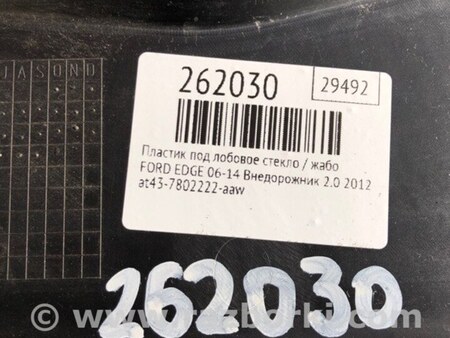 J A S O N D
262030
29492
Пластик под лобовое стекло / жабо
FORD EDGE 06-14 Внедорожник 2.0 2012
at43-7802222-aaw
262030